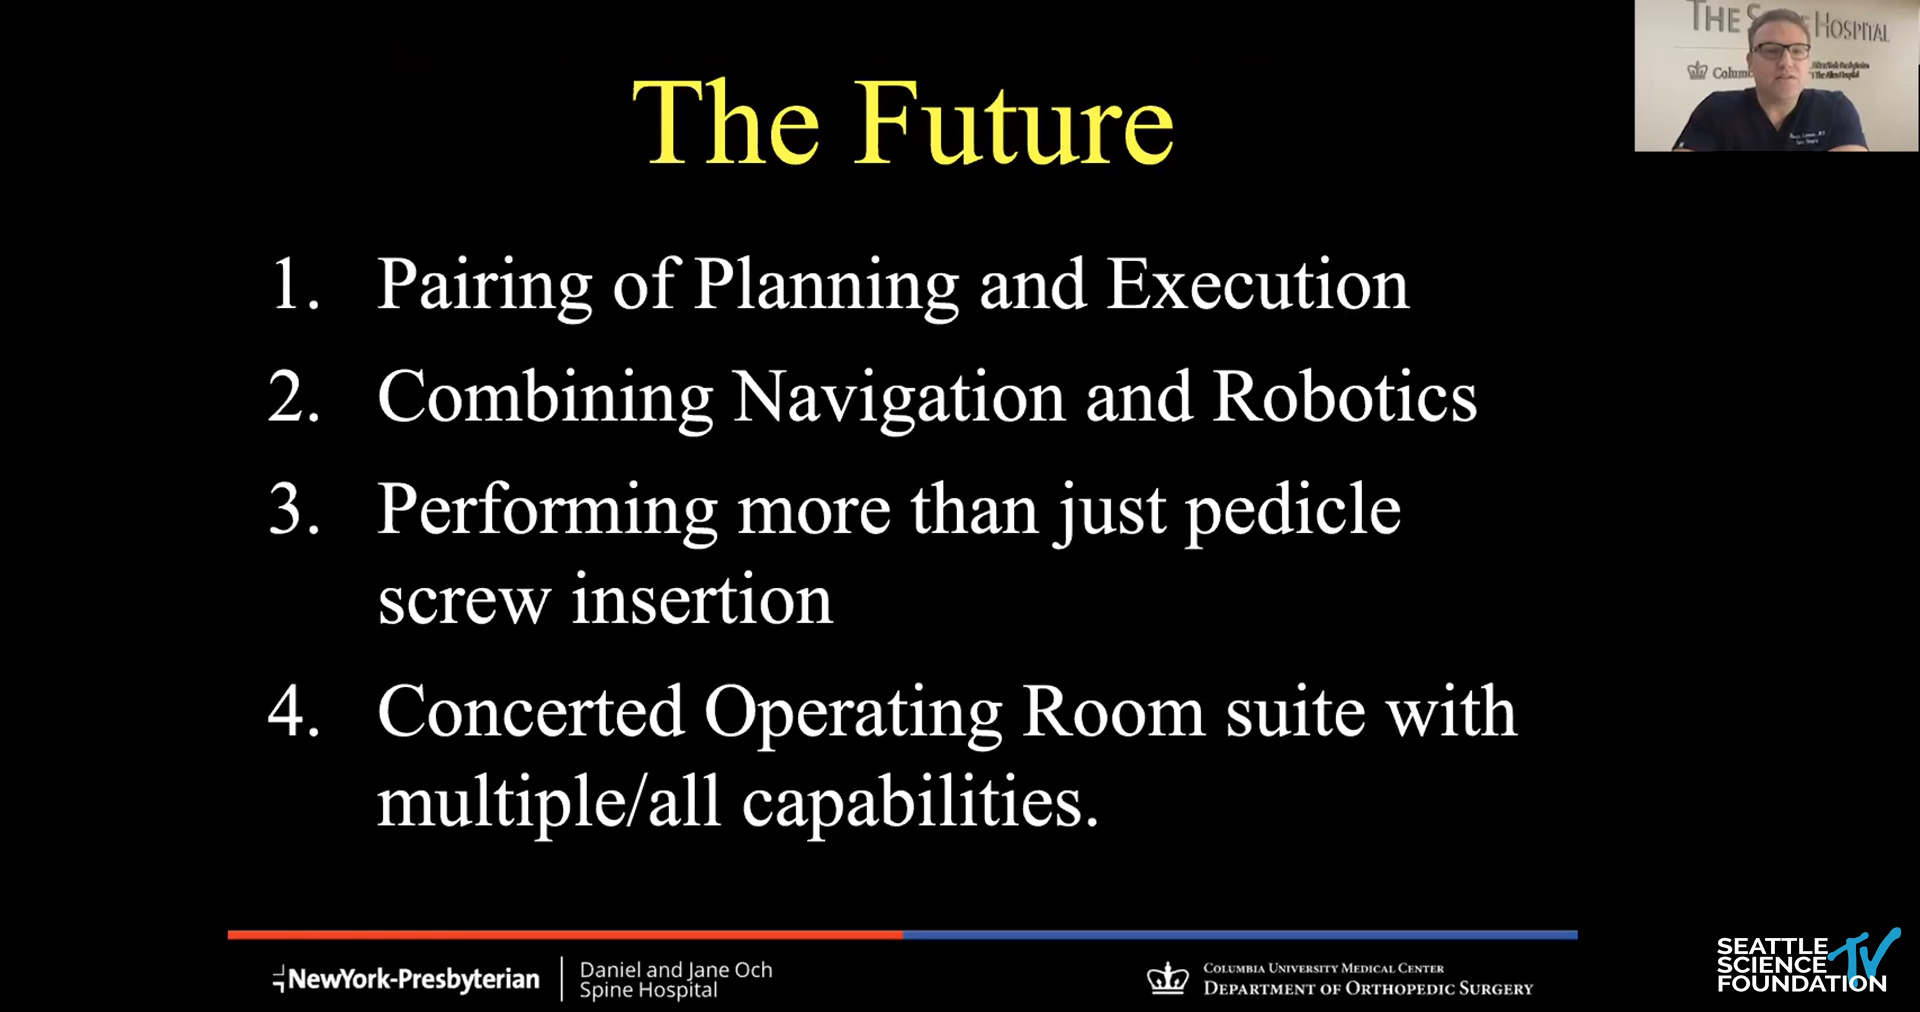 The Future
1. Pairing of Planning and Execution
2. Combining Navigation and Robotics
3. Performing more than just pedicle
screw insertion
4. Concerted Operating Room suite with
multiple/all capabilities.
NewYork-Presbyterian
Daniel and Jane Och
Spine Hospital
COLUMBIA UNIVERSITY MEDICAL CENTER
DEPARTMENT OF ORTHOPEDIC SURGERY
SEATTLE
SCIENCE
FOUNDATION
TV
THE
HOSPITAL